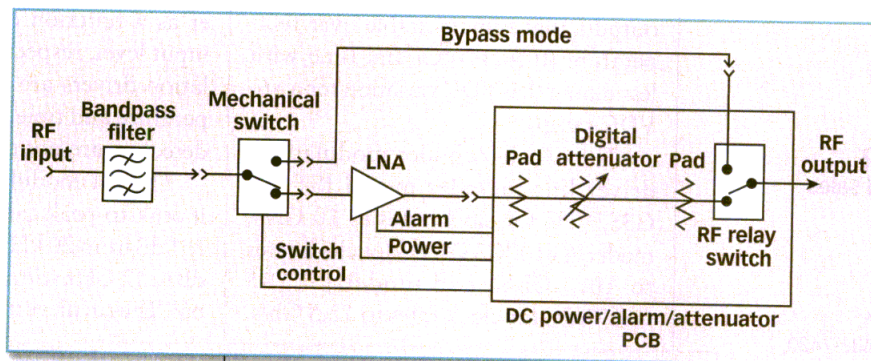 Bypass mode
Bandpass
filter
Mechanical
switch
RF
input
LNA
Digital
attenuator
Pad
Pad
RF
output
Alarm
Power
Switch
control
RF relay
switch
DC power/alarm/attenuator
PCB